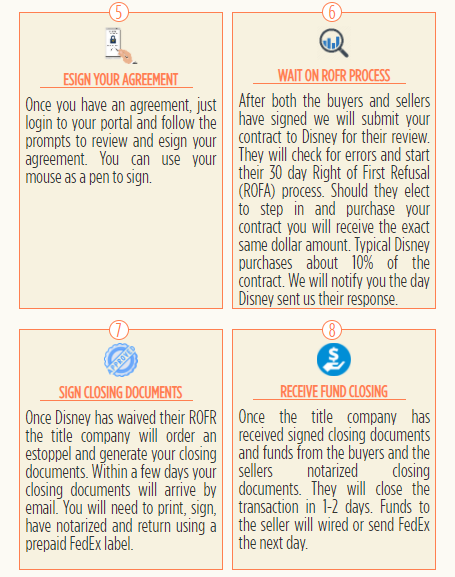 5
ESIGN YOUR AGREEMENT
Once you have an agreement, just
login to your portal and follow the
prompts to review and esign your
agreement. You can use your
mouse as a pen to sign.
6
WAIT ON ROFR PROCESS
After both the buyers and sellers
have signed we will submit your
contract to Disney for their review.
They will check for errors and start
their 30 day Right of First Refusal
(ROFA) process. Should they elect
to step in and purchase your
contract you will receive the exact
same dollar amount. Typical Disney
purchases about 10% of the
contract. We will notify you the day
Disney sent us their response.
7
APPROVED
SIGN CLOSING DOCUMENTS
Once Disney has waived their ROFR
the title company will order an
estoppel and generate your closing
documents. Within a few days your
closing documents will arrive by
email. You will need to print, sign,
have notarized and return using a
prepaid FedEx label.
8
$
RECEIVE FUND CLOSING
Once the title company has
received signed closing documents
and funds from the buyers and the
sellers notarized closing
documents. They will close the
transaction in 1-2 days. Funds to
the seller will wired or send FedEx
the next day.